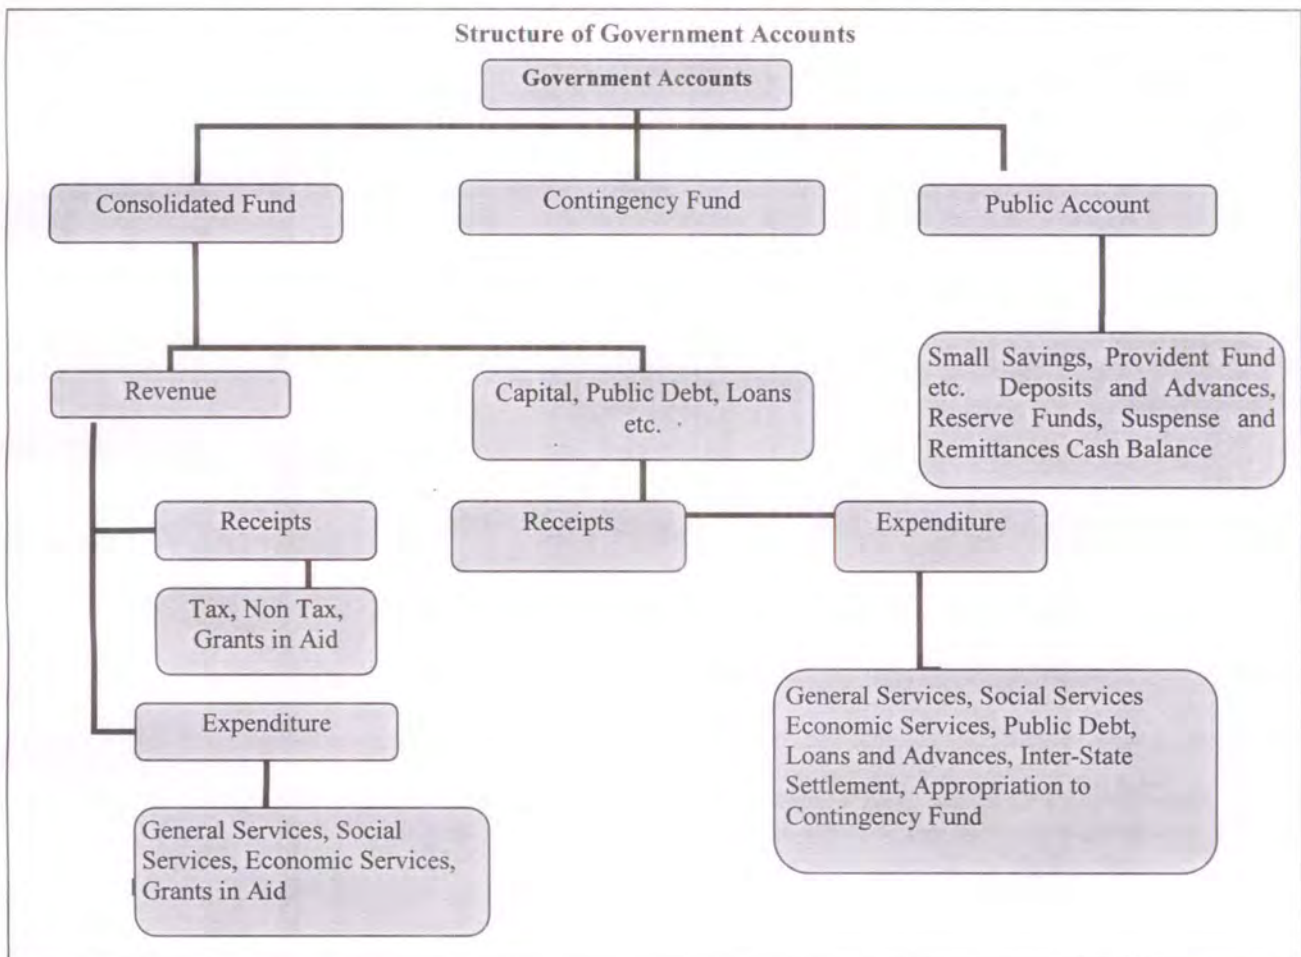 Structure of Government Accounts
Government Accounts
Consolidated Fund
Contingency Fund
Public Account
Revenue
Capital, Public Debt, Loans
etc.
Small Savings, Provident Fund
etc. Deposits and Advances,
Reserve Funds, Suspense and
Remittances Cash Balance
Receipts
Tax, Non Tax,
Grants in Aid
Expenditure
General Services, Social
Services, Economic Services,
Grants in Aid
Receipts
Expenditure
General Services, Social Services
Economic Services, Public Debt,
Loans and Advances, Inter-State
Settlement, Appropriation to
Contingency Fund